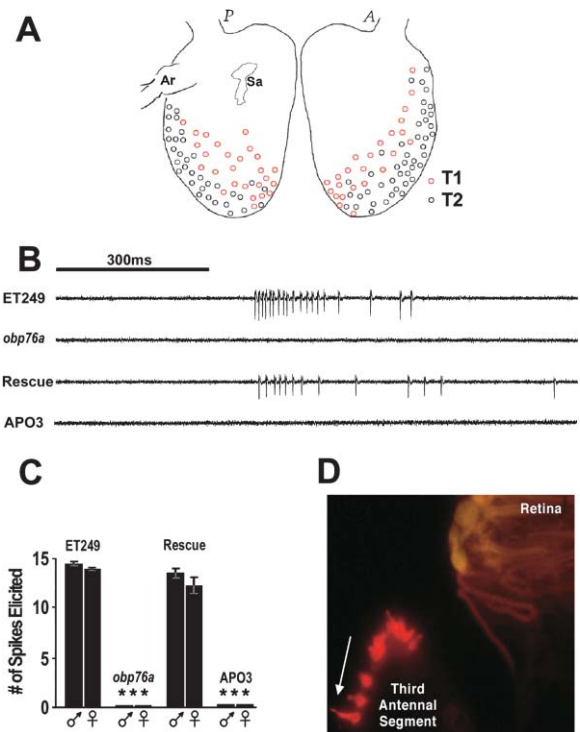 A
P
A
Ar
Sa
T1
T2
B
300ms
ET249
obp76a
Rescue
APO3
C
# of Spikes Elicited
15
10
5
0
ET249
Rescue
obp76a
APO3
* * *
* * *
♂ ♀ ♂ ♀ ♂ ♀ ♂ ♀
D
Retina
Third
Antennal
Segment